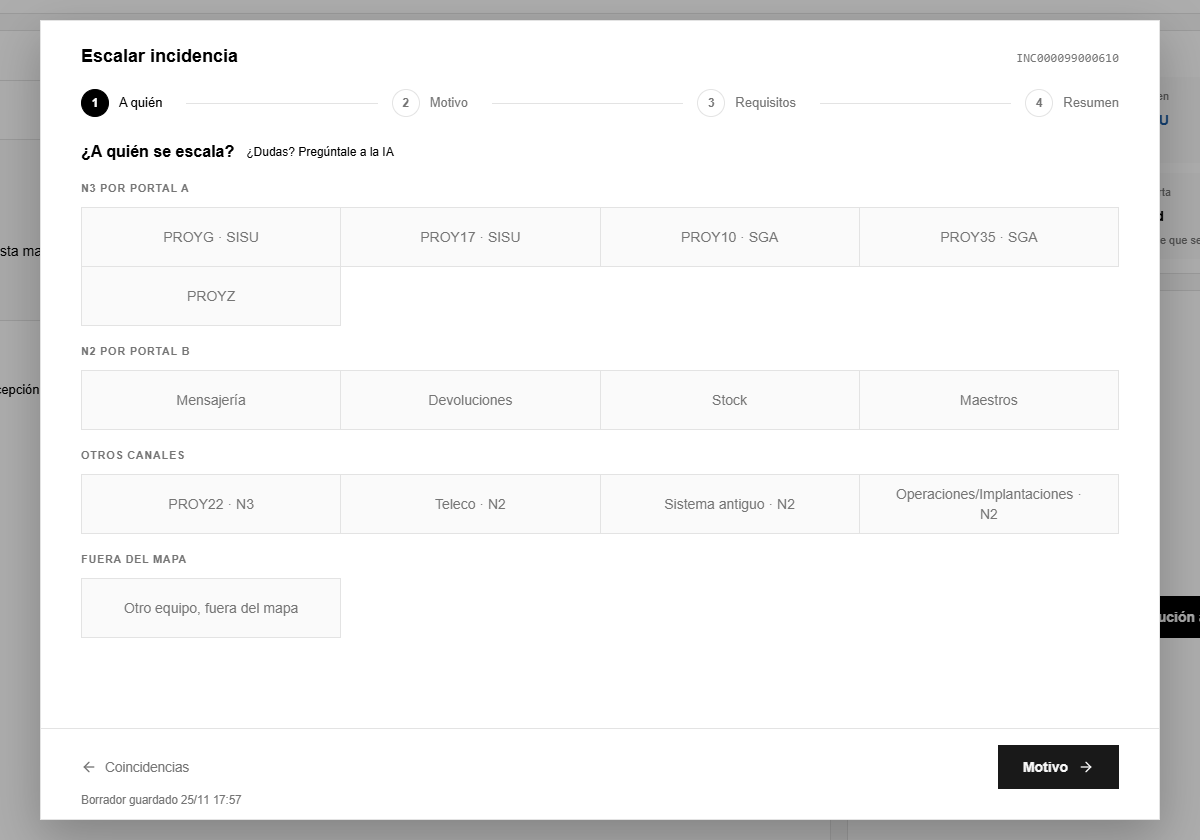 Escalar incidencia
INC000099000610
1 A quién
2 Motivo
3 Requisitos
4 Resumen
¿A quién se escala? ¿Dudas? Pregúntale a la IA
N3 POR PORTAL A
PROYG · SISU
PROY17 · SISU
PROY10 · SGA
PROY35 · SGA
PROYZ
N2 POR PORTAL B
Mensajería
Devoluciones
Stock
Maestros
OTROS CANALES
PROY22 · N3
Teleco · N2
Sistema antiguo · N2
Operaciones/Implantaciones ·
N2
FUERA DEL MAPA
Otro equipo, fuera del mapa
← Coincidencias
Motivo →
Borrador guardado 25/11 17:57